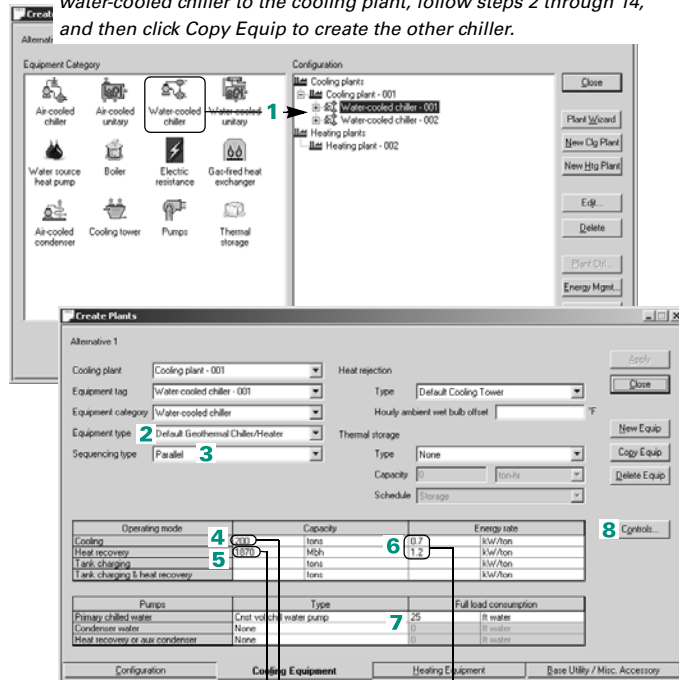 water-cooled chiller to the cooling plant, follow steps 2 through 14,
and then click Copy Equip to create the other chiller.
Equipment Category
Configuration
Air-cooled chiller
Air-cooled unitary
Water-cooled chiller
Water-cooled unitary
1
Water source heat pump
Boiler
Electric resistance
Gas-fired heat exchanger
Air-cooled condenser
Cooling tower
Pumps
Thermal storage
Cooling plants
Cooling plant - 001
Water-cooled chiller - 001
Water-cooled chiller - 002
Heating plants
Heating plant - 002
Close
Plant Wizard
New Clg Plant
New Htg Plant
Edit...
Delete
Plant Ctrl...
Energy Mgmt...
Create Plants
Alternative 1
Cooling plant Cooling plant - 001
Equipment tag Water-cooled chiller - 001
Equipment category Water-cooled chiller
Equipment type 2 Default Geothermal Chiller/Heater
Sequencing type Parallel 3
Heat rejection
Type Default Cooling Tower
Hourly ambient wet bulb offset °F
Thermal storage
Type None
Capacity 0 ton-hr
Schedule Storage
Apply
Close
New Equip
Copy Equip
Delete Equip
8 Controls...
Operating mode Capacity Energy rate
Cooling 4 200 tons 6 0.7 kW/ton
Heat recovery 5 1870 Mbh 1.2 kW/ton
Tank charging tons kW/ton
Tank charging & heat recovery tons kW/ton
Pumps Type Full load consumption
Primary chilled water Cnst vol chill water pump 7 25 ft water
Condenser water None 0 ft water
Heat recovery or aux condenser None 0 ft water
Configuration
Cooling Equipment
Heating Equipment
Base Utility / Misc. Accessory